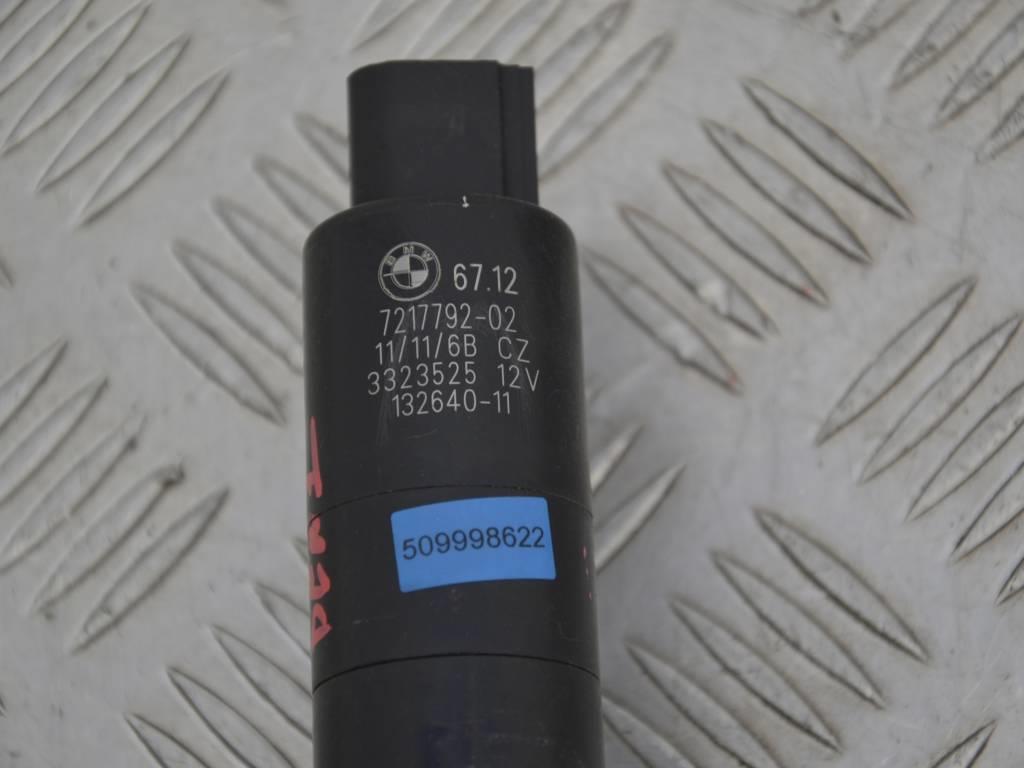 BMW 67.12
7217792-02
11/11/6B CZ
3323525 12V
132640-11
509998622